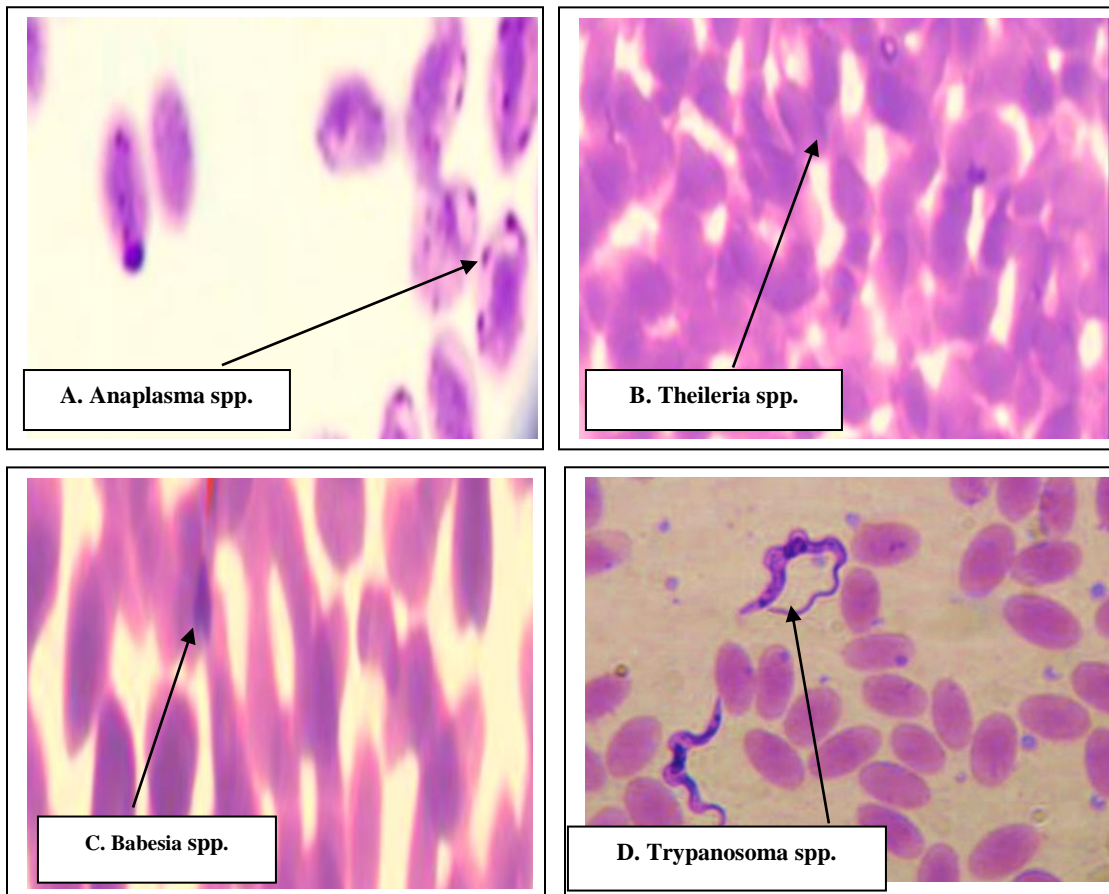 A. Anaplasma spp.
B. Theileria spp.
C. Babesia spp.
D. Trypanosoma spp.